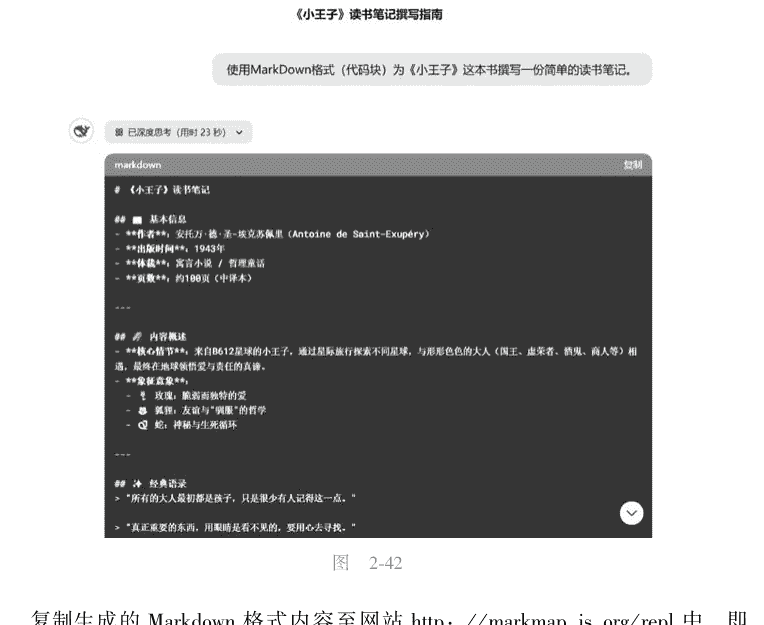 《小王子》读书笔记撰写指南
使用MarkDown格式（代码块）为《小王子》这本书撰写一份简单的读书笔记。
已深度思考（用时 23 秒）
markdown 复制
# 《小王子》读书笔记
## 基本信息
- **作者**：安托万·德·圣-埃克苏佩里（Antoine de Saint-Exupéry）
- **出版时间**：1943年
- **体裁**：寓言小说 / 哲理童话
- **页数**：约100页（中译本）
---
## 内容概述
- **核心情节**：来自B612星球的小王子，通过星际旅行探索不同星球，与形形色色的大人（国王、虚荣者、酒鬼、商人等）相
遇，最终在地球领悟爱与责任的真谛。
- **象征意象**：
- 🌹 玫瑰：脆弱而独特的爱
- 🦊 狐狸：友谊与"驯服"的哲学
- 🐍 蛇：神秘与生死循环
---
## ✨ 经典语录
> "所有的大人最初都是孩子，只是很少有人记得这一点。"
> "真正重要的东西，用眼睛是看不见的，要用心去寻找。"
图 2-42
复制生成的 Markdown 格式内容至网站 http：//markmap.js.org/repl 中，即